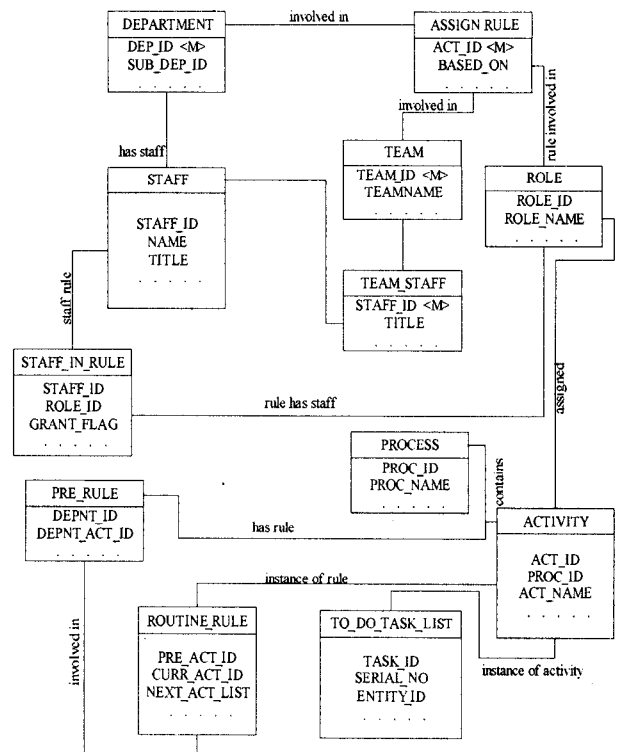 involved in
DEPARTMENT
DEP_ID <M>
SUB_DEP_ID
. . . . .
ASSIGN RULE
ACT_ID <M>
BASED_ON
. . . . .
involved in
rule involved in
has staff
TEAM
TEAM_ID <M>
TEAMNAME
. . . . .
STAFF
STAFF_ID
NAME
TITLE
. . . . .
ROLE
ROLE_ID
ROLE_NAME
. . . . .
TEAM_STAFF
STAFF_ID <M>
TITLE
. . . . .
staff rule
STAFF_IN_RULE
STAFF_ID
ROLE_ID
GRANT_FLAG
. . . . .
rule has staff
assigned
PROCESS
PROC_ID
PROC_NAME
. . . . .
contains
PRE_RULE
DEPNT_ID
DEPNT_ACT_ID
. . . . .
has rule
ACTIVITY
ACT_ID
PROC_ID
ACT_NAME
. . . . .
instance of rule
ROUTINE_RULE
PRE_ACT_ID
CURR_ACT_ID
NEXT_ACT_LIST
. . . . .
TO_DO_TASK_LIST
TASK_ID
SERIAL_NO
ENTITY_ID
. . . . .
instance of activity
involved in